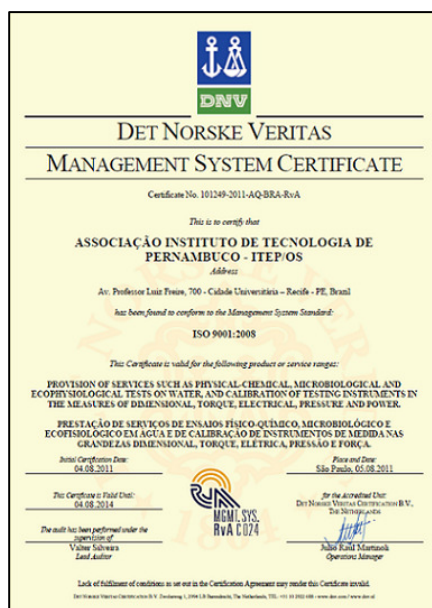 DNV
DET NORSKE VERITAS
MANAGEMENT SYSTEM CERTIFICATE
Certificate No. 101249-2011-AQ-BRA-RvA
This is to certify that
ASSOCIAÇÃO INSTITUTO DE TECNOLOGIA DE
PERNAMBUCO - ITEP/OS
Address
Av. Professor Luiz Freire, 700 - Cidade Universitária – Recife - PE, Brazil
has been found to conform to the Management System Standard:
ISO 9001:2008
This Certificate is valid for the following product or service ranges:
PROVISION OF SERVICES SUCH AS PHYSICAL-CHEMICAL, MICROBIOLOGICAL AND
ECOPHYSIOLOGICAL TESTS ON WATER, AND CALIBRATION OF TESTING INSTRUMENTS IN
THE MEASURES OF DIMENSIONAL, TORQUE, ELECTRICAL, PRESSURE AND POWER.
PRESTAÇÃO DE SERVIÇOS DE ENSAIOS FÍSICO-QUÍMICO, MICROBIOLÓGICO E
ECOFISIOLÓGICO EM ÁGUA E DE CALIBRAÇÃO DE INSTRUMENTOS DE MEDIDA NAS
GRANDEZAS DIMENSIONAL, TORQUE, ELÉTRICA, PRESSÃO E FORÇA.
Initial Certification Date:
04.08.2011
Place and Date:
São Paulo, 05.08.2011
This Certificate is Valid Until:
04.08.2014
RvA
MGMT. SYS.
RvA C 024
for the Accredited Unit:
DET NORSKE VERITAS CERTIFICATION B.V.,
THE NETHERLANDS
The audit has been performed under the
supervision of
Valter Silveira
Lead Auditor
Operations Manager
Lack of fulfilment of conditions as set out in the Certification Agreement may render this Certificate invalid.
DET NORSKE VERITAS CERTIFICATION B.V.